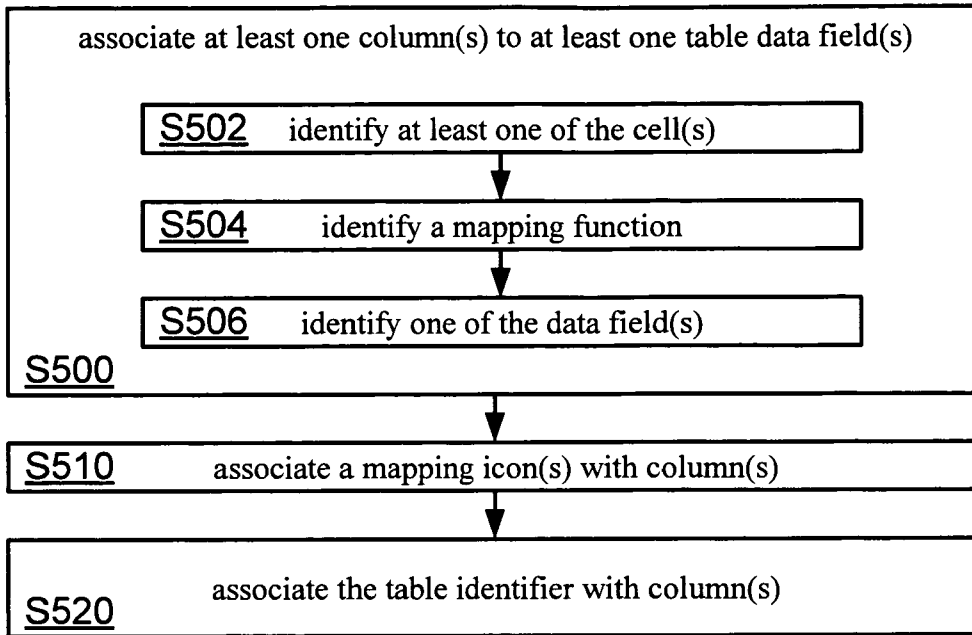 associate at least one column(s) to at least one table data field(s)
S502 identify at least one of the cell(s)
S504 identify a mapping function
S506 identify one of the data field(s)
S500
S510 associate a mapping icon(s) with column(s)
associate the table identifier with column(s)
S520